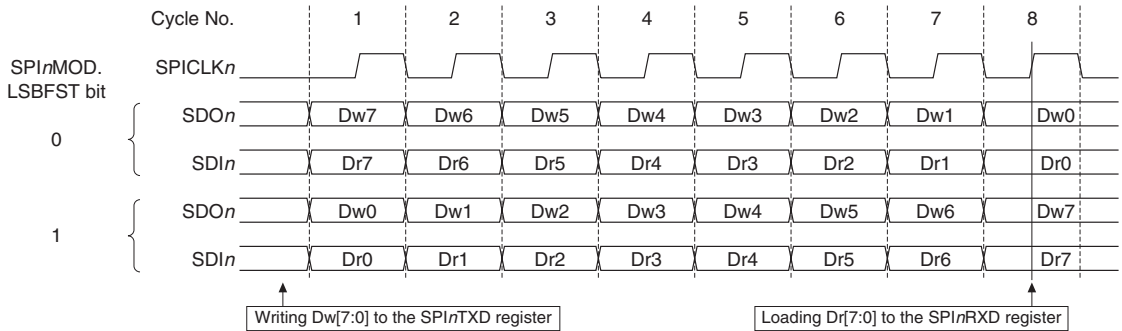 Cycle No. 1 2 3 4 5 6 7 8
SPInMOD.
LSBFST bit
SPICLKn
0
SDOn Dw7 Dw6 Dw5 Dw4 Dw3 Dw2 Dw1 Dw0
SDIn Dr7 Dr6 Dr5 Dr4 Dr3 Dr2 Dr1 Dr0
1
SDOn Dw0 Dw1 Dw2 Dw3 Dw4 Dw5 Dw6 Dw7
SDIn Dr0 Dr1 Dr2 Dr3 Dr4 Dr5 Dr6 Dr7
Writing Dw[7:0] to the SPInTXD register
Loading Dr[7:0] to the SPInRXD register